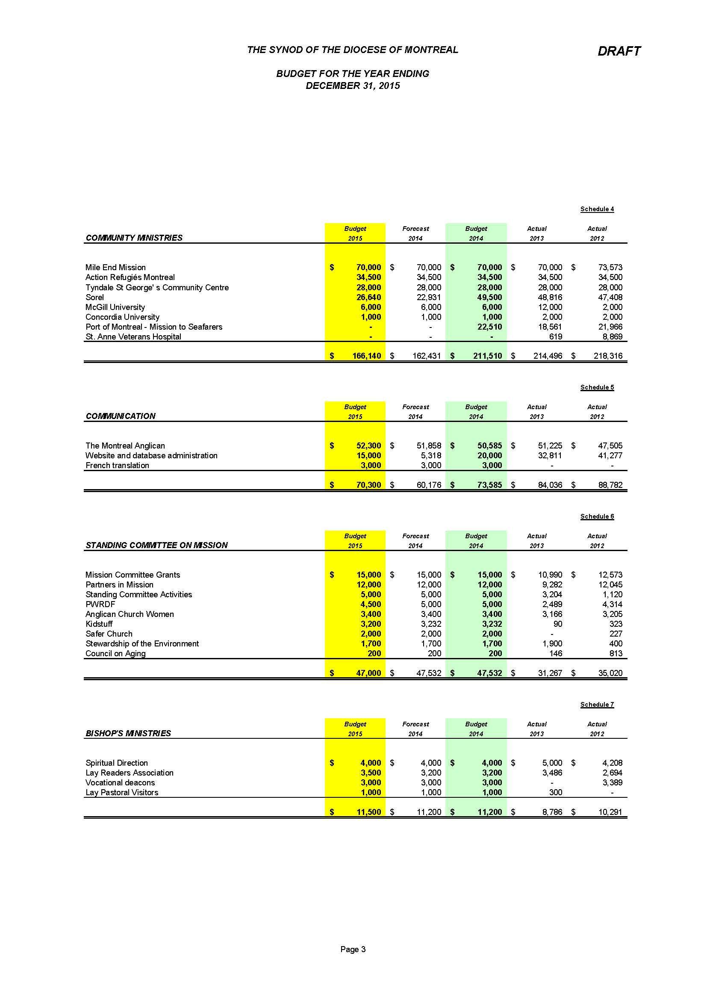 THE SYNOD OF THE DIOCESE OF MONTREAL DRAFT
BUDGET FOR THE YEAR ENDING
DECEMBER 31, 2015
Schedule 4
Budget Forecast Budget Actual Actual
COMMUNITY MINISTRIES 2015 2014 2014 2013 2012
Mile End Mission $ 70,000 $ 70,000 $ 70,000 $ 70,000 $ 73,573
Action Refugiés Montreal 34,500 34,500 34,500 34,500 34,500
Tyndale St George' s Community Centre 28,000 28,000 28,000 28,000 28,000
Sorel 26,640 22,931 49,500 48,816 47,408
McGill University 6,000 6,000 6,000 12,000 2,000
Concordia University 1,000 1,000 1,000 2,000 2,000
Port of Montreal - Mission to Seafarers - - 22,510 18,561 21,966
St. Anne Veterans Hospital - - - 619 8,869
$ 166,140 $ 162,431 $ 211,510 $ 214,496 $ 218,316
Schedule 5
Budget Forecast Budget Actual Actual
COMMUNICATION 2015 2014 2014 2013 2012
The Montreal Anglican $ 52,300 $ 51,858 $ 50,585 $ 51,225 $ 47,505
Website and database administration 15,000 5,318 20,000 32,811 41,277
French translation 3,000 3,000 3,000 - -
$ 70,300 $ 60,176 $ 73,585 $ 84,036 $ 88,782
Schedule 6
Budget Forecast Budget Actual Actual
STANDING COMMITTEE ON MISSION 2015 2014 2014 2013 2012
Mission Committee Grants $ 15,000 $ 15,000 $ 15,000 $ 10,990 $ 12,573
Partners in Mission 12,000 12,000 12,000 9,282 12,045
Standing Committee Activities 5,000 5,000 5,000 3,204 1,120
PWRDF 4,500 5,000 5,000 2,489 4,314
Anglican Church Women 3,400 3,400 3,400 3,166 3,205
Kidstuff 3,200 3,232 3,232 90 323
Safer Church 2,000 2,000 2,000 - 227
Stewardship of the Environment 1,700 1,700 1,700 1,900 400
Council on Aging 200 200 200 146 813
$ 47,000 $ 47,532 $ 47,532 $ 31,267 $ 35,020
Schedule 7
Budget Forecast Budget Actual Actual
BISHOP'S MINISTRIES 2015 2014 2014 2013 2012
Spiritual Direction $ 4,000 $ 4,000 $ 4,000 $ 5,000 $ 4,208
Lay Readers Association 3,500 3,200 3,200 3,486 2,694
Vocational deacons 3,000 3,000 3,000 - 3,389
Lay Pastoral Visitors 1,000 1,000 1,000 300 -
$ 11,500 $ 11,200 $ 11,200 $ 8,786 $ 10,291
Page 3